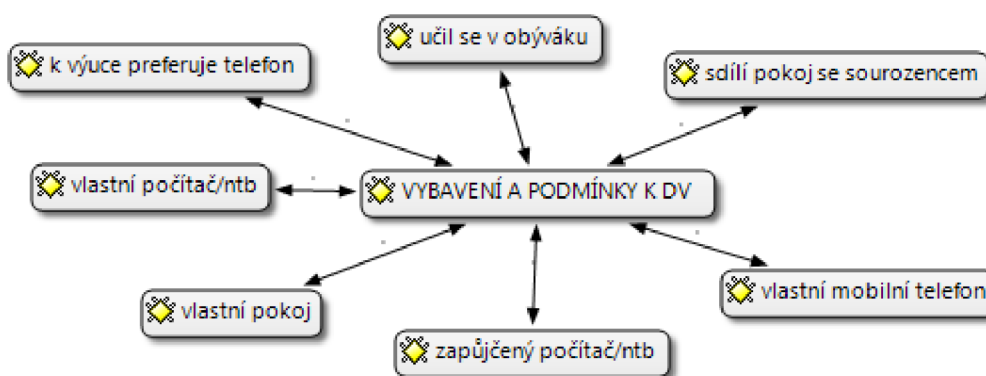 učil se v obýváku
k výuce preferuje telefon
sdílí pokoj se sourozencem
vlastní počítač/ntb
VYBAVENÍ A PODMÍNKY K DV
vlastní mobilní telefon
vlastní pokoj
zapůjčený počítač/ntb